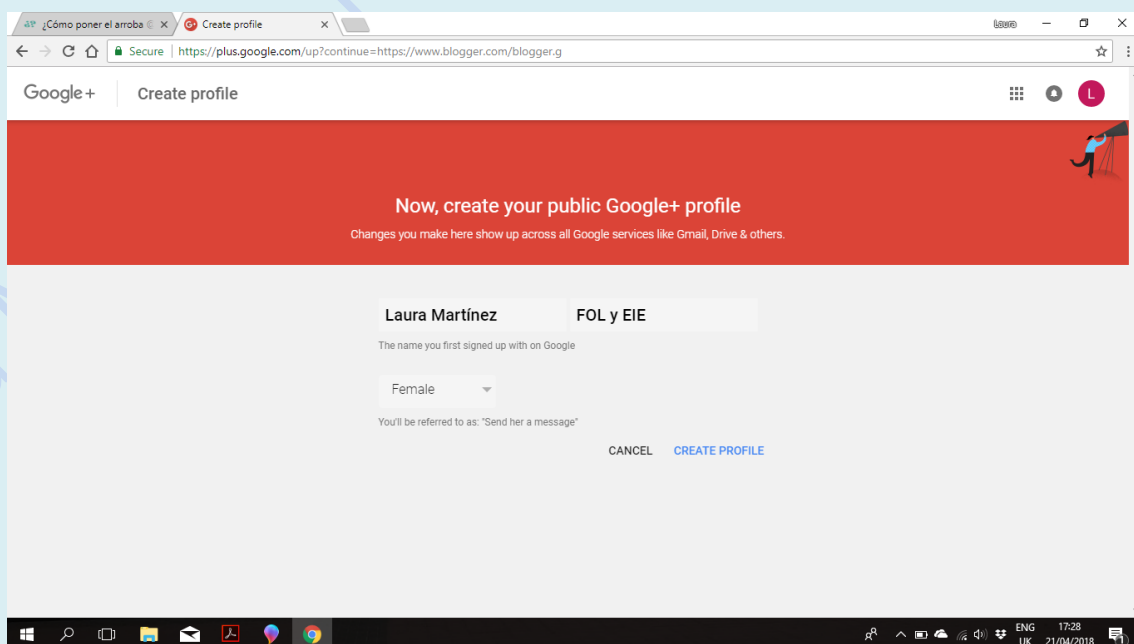 ¿Cómo poner el arroba
Create profile
Laura
Secure | https://plus.google.com/up?continue=https://www.blogger.com/blogger.g
Google+ Create profile
L
Now, create your public Google+ profile
Changes you make here show up across all Google services like Gmail, Drive & others.
Laura Martínez FOL y EIE
The name you first signed up with on Google
Female
You'll be referred to as: "Send her a message"
CANCEL CREATE PROFILE
ENG 17:28
UK 21/04/2018